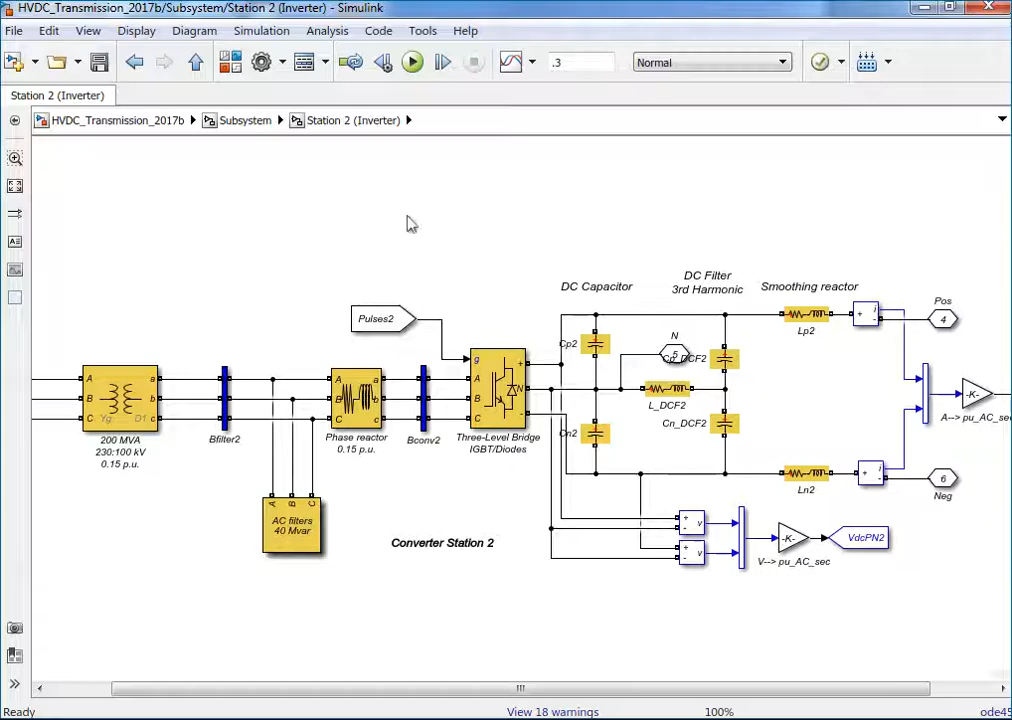 HVDC_Transmission_2017b/Subsystem/Station 2 (Inverter) - Simulink
File Edit View Display Diagram Simulation Analysis Code Tools Help
.3
Normal
Station 2 (Inverter)
HVDC_Transmission_2017b Subsystem Station 2 (Inverter)
DC Filter
3rd Harmonic
DC Capacitor
Smoothing reactor
Pos
4
i
+
-
Lp2
Pulses2
N
5
Cp2
Cp_DCF2
g
A
B
C
+
N
-
A a
B b
C c
Yg D1
A a
B b
C c
L_DCF2
Cn_DCF2
-K-
A--> pu_AC_sec
200 MVA
230:100 kV
0.15 p.u.
Bfilter2
Phase reactor
0.15 p.u.
Bconv2
Three-Level Bridge
IGBT/Diodes
Cn2
i
+
-
6
Neg
Ln2
A B C
AC filters
40 Mvar
Converter Station 2
+
v
-
+
v
-
-K-
V--> pu_AC_sec
VdcPN2
Ready
View 18 warnings
100%
ode45